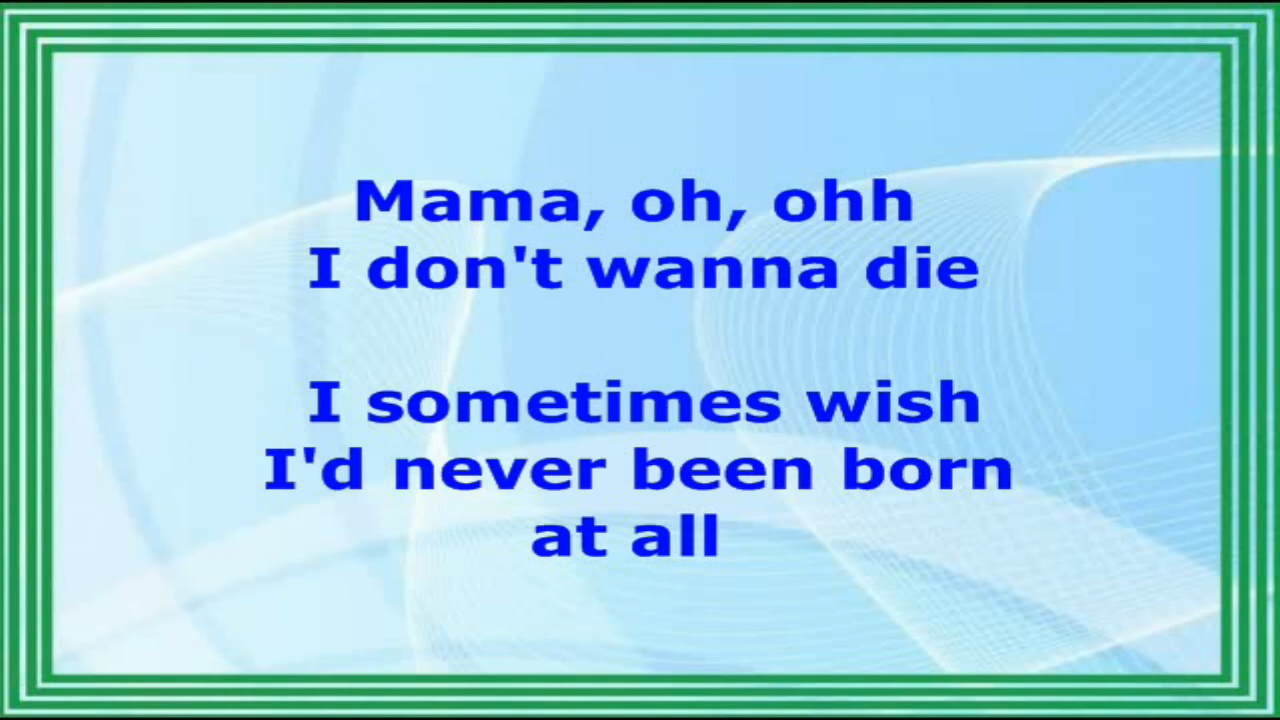 Mama, oh, ohh
I don't wanna die
I sometimes wish
I'd never been born
at all